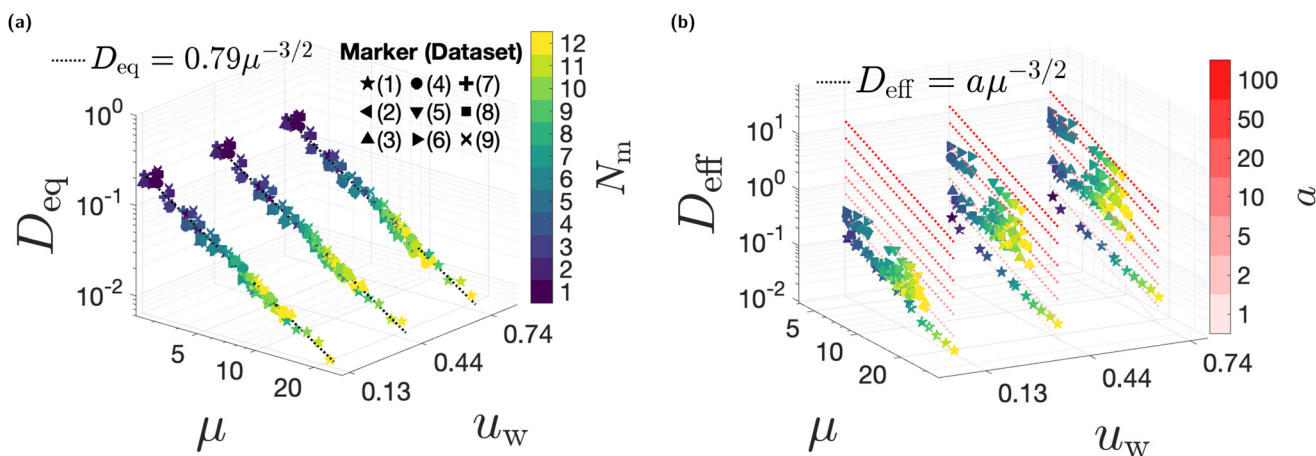 (a)
D_eq = 0.79μ^{-3/2}
Marker (Dataset)
★(1) ●(4) ✚(7)
◀(2) ▼(5) ■(8)
▲(3) ▶(6) ×(9)
10^0
10^{-1}
10^{-2}
D_eq
5
10
20
μ
0.13
0.44
0.74
u_w
12
11
10
9
8
7
6
5
4
3
2
1
N_m
(b)
D_eff = aμ^{-3/2}
10^1
10^0
10^{-1}
10^{-2}
D_eff
5
10
20
μ
0.13
0.44
0.74
u_w
100
50
20
10
5
2
1
a